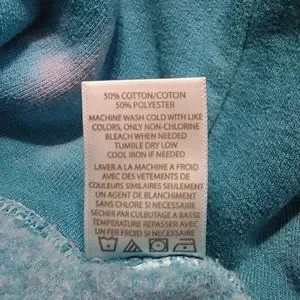 50% COTTON/COTON
50% POLYESTER
MACHINE WASH COLD WITH LIKE
COLORS, ONLY NON-CHLORINE
BLEACH WHEN NEEDED
TUMBLE DRY LOW
COOL IRON IF NEEDED
LAVER A LA MACHINE A FROID
AVEC DES VETEMENTS DE
COULEURS SIMILAIRES SEULEMENT
UN AGENT DE BLANCHIMENT
SANS CHLORE SI NECESSAIRE
SÉCHER PAR CULBUTAGE A BASSE
TEMPERATURE REPASSER AVEC
UN FER FROID SI NECESSAIRE